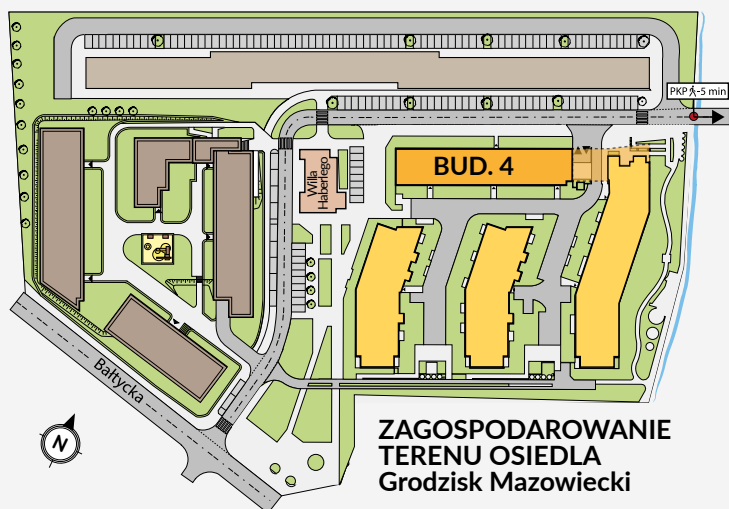 PKP -5 min
BUD. 4
Willa
Haberlego
Bałtycka
N
ZAGOSPODAROWANIE
TERENU OSIEDLA
Grodzisk Mazowiecki